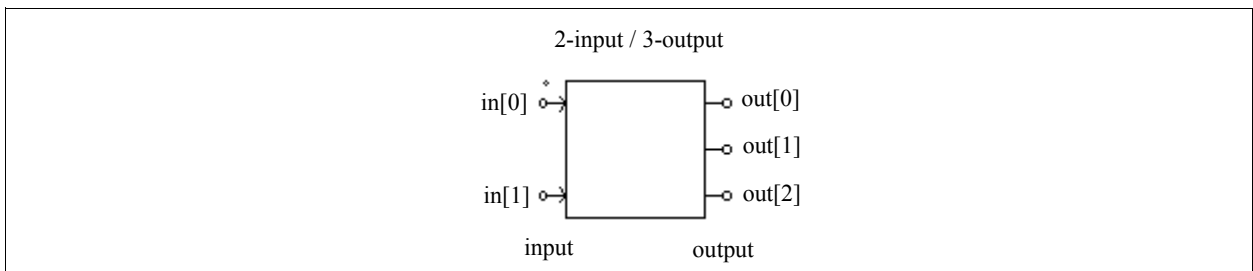 2-input / 3-output
in[0] out[0]
out[1]
in[1] out[2]
input output